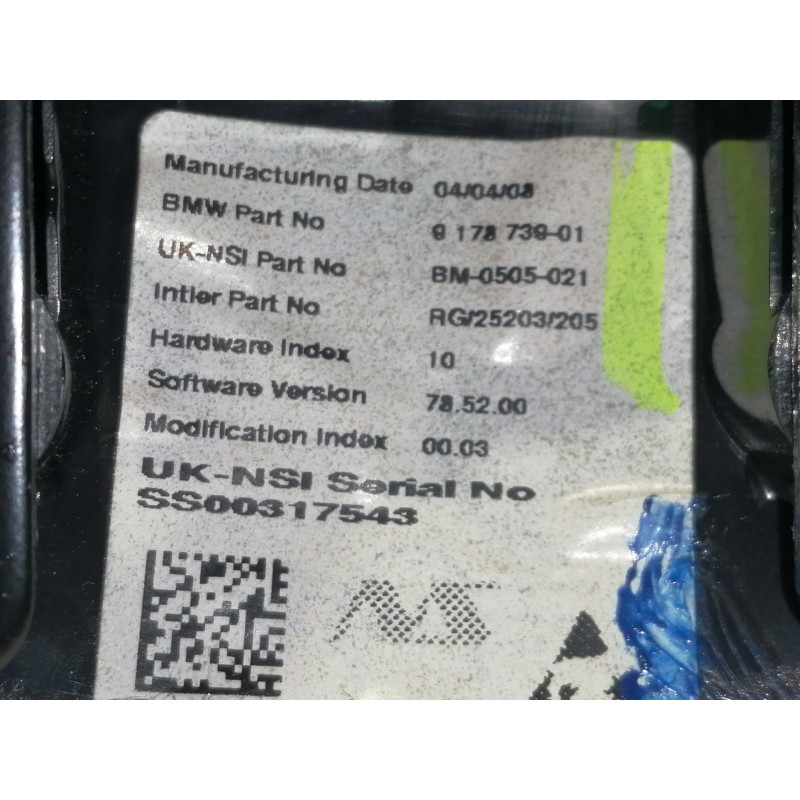 Manufacturing Date 04/04/08
BMW Part No 9 178 739-01
UK-NSI Part No BM-0505-021
Intier Part No RG/25203/205
Hardware Index 10
Software Version 78.52.00
Modification Index 00.03
UK-NSI Serial No
SS00317543
NS